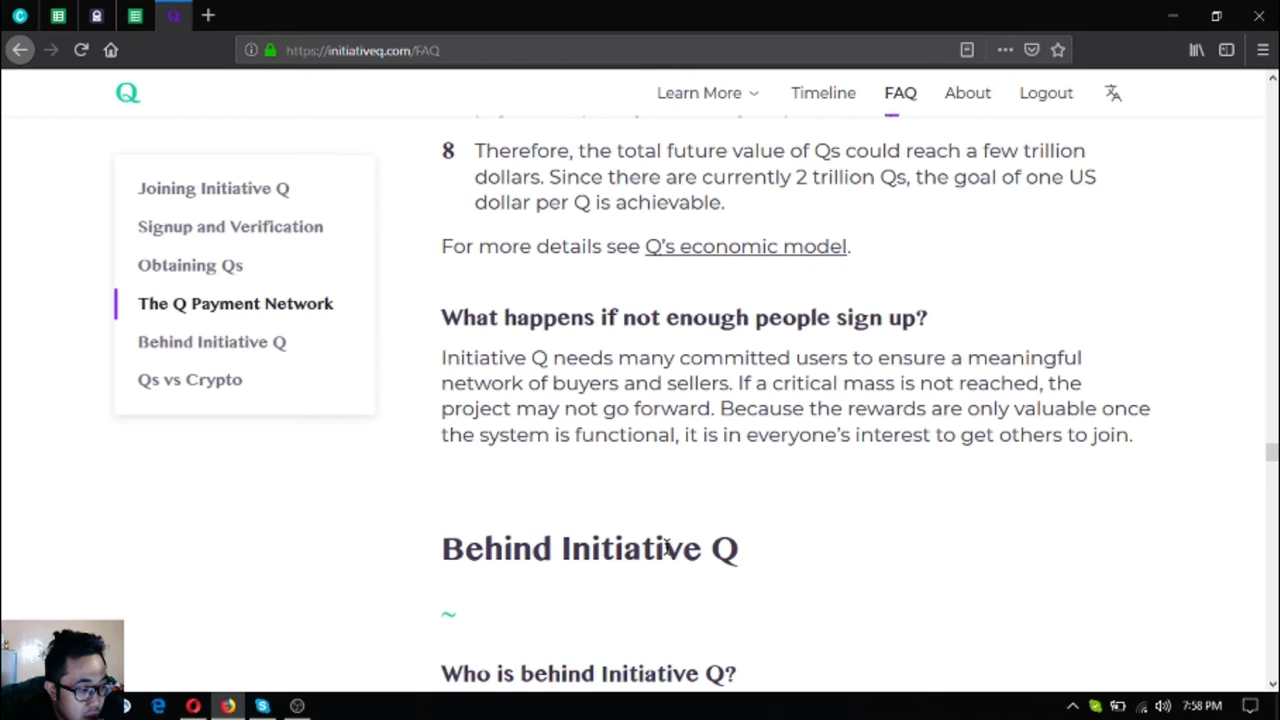 https://initiativeq.com/FAQ
Q
Learn More
Timeline
FAQ
About
Logout
Joining Initiative Q
Signup and Verification
Obtaining Qs
The Q Payment Network
Behind Initiative Q
Qs vs Crypto
8 Therefore, the total future value of Qs could reach a few trillion
dollars. Since there are currently 2 trillion Qs, the goal of one US
dollar per Q is achievable.
For more details see Q's economic model.
What happens if not enough people sign up?
Initiative Q needs many committed users to ensure a meaningful
network of buyers and sellers. If a critical mass is not reached, the
project may not go forward. Because the rewards are only valuable once
the system is functional, it is in everyone's interest to get others to join.
Behind Initiative Q
~
Who is behind Initiative Q?
7:58 PM